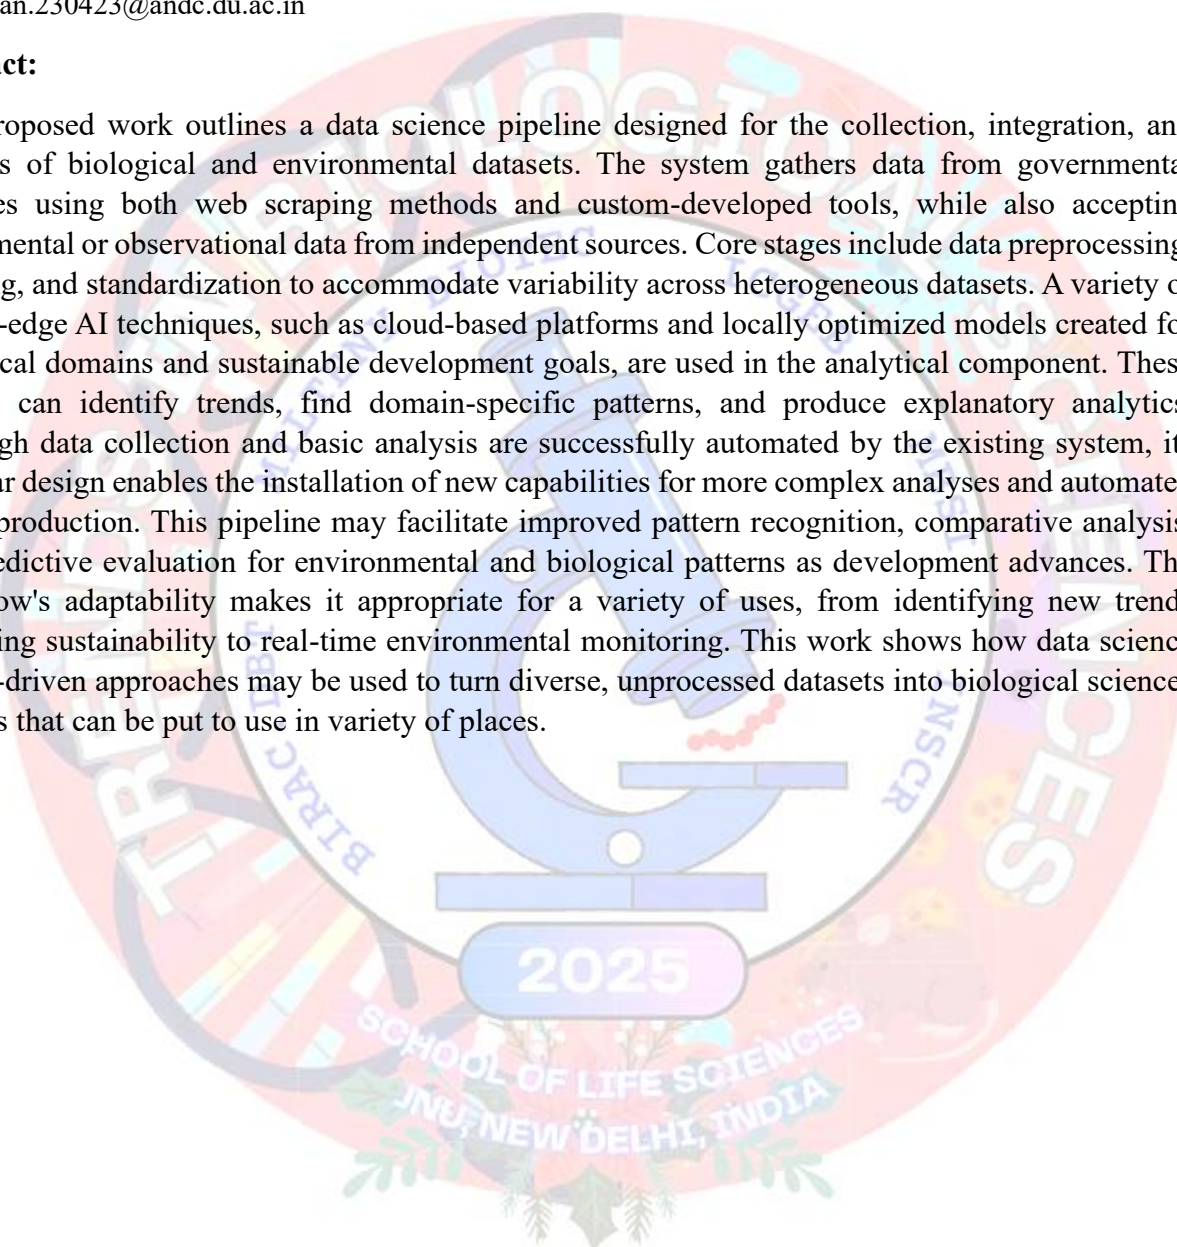 an.230423@andc.du.ac.in
ct:
roposed work outlines a data science pipeline designed for the collection, integration, an
s of biological and environmental datasets. The system gathers data from governmenta
es using both web scraping methods and custom-developed tools, while also acceptin
mental or observational data from independent sources. Core stages include data preprocessing
g, and standardization to accommodate variability across heterogeneous datasets. A variety o
-edge AI techniques, such as cloud-based platforms and locally optimized models created fo
cal domains and sustainable development goals, are used in the analytical component. Thes
can identify trends, find domain-specific patterns, and produce explanatory analytics
gh data collection and basic analysis are successfully automated by the existing system, it
ar design enables the installation of new capabilities for more complex analyses and automate
production. This pipeline may facilitate improved pattern recognition, comparative analysis
edictive evaluation for environmental and biological patterns as development advances. Th
ow's adaptability makes it appropriate for a variety of uses, from identifying new trend
ing sustainability to real-time environmental monitoring. This work shows how data scienc
-driven approaches may be used to turn diverse, unprocessed datasets into biological science
s that can be put to use in variety of places.
TRENDS IN BIOLOGICAL SCIENCES
MILTENYI BIOTEC
ICGEB
BIRAC
INSCR
2025
SCHOOL OF LIFE SCIENCES
JNU, NEW DELHI, INDIA